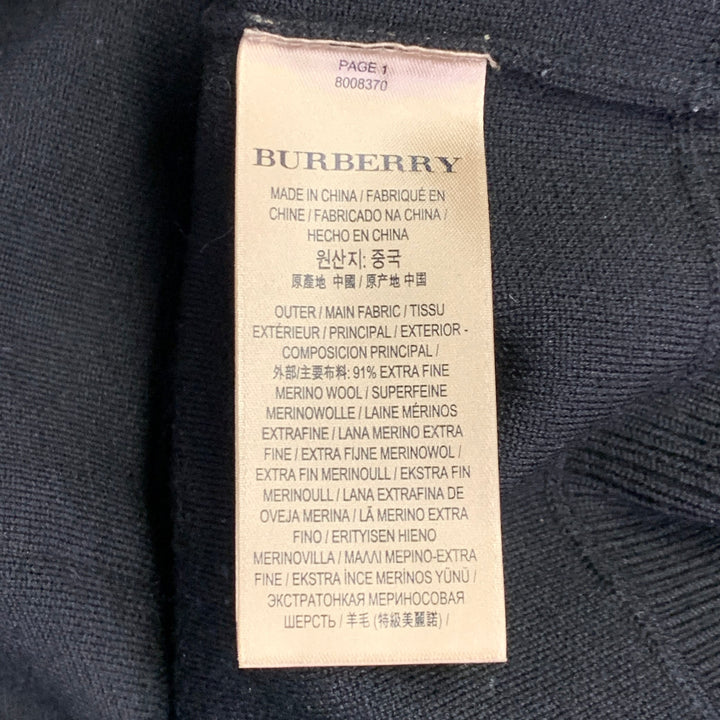 PAGE 1
8008370
BURBERRY
MADE IN CHINA / FABRIQUÉ EN
CHINE / FABRICADO NA CHINA /
HECHO EN CHINA
원산지: 중국
原產地 中國 / 原产地 中国
OUTER / MAIN FABRIC / TISSU
EXTÉRIEUR / PRINCIPAL / EXTERIOR -
COMPOSICION PRINCIPAL /
外部/主要布料: 91% EXTRA FINE
MERINO WOOL / SUPERFEINE
MERINOWOLLE / LAINE MÉRINOS
EXTRAFINE / LANA MERINO EXTRA
FINE / EXTRA FIJNE MERINOWOL /
EXTRA FIN MERINOULL / EKSTRA FIN
MERINOULL / LANA EXTRAFINA DE
OVEJA MERINA / LÃ MERINO EXTRA
FINO / ERITYISEN HIENO
MERINOVILLA / ΜΑΛΛΙ ΜΕΡΙΝΟ-EXTRA
FINE / EKSTRA İNCE MERİNOS YÜNÜ /
ЭКСТРАТОНКАЯ МЕРИНОСОВАЯ
ШЕРСТЬ / 羊毛 (特級美麗諾) /